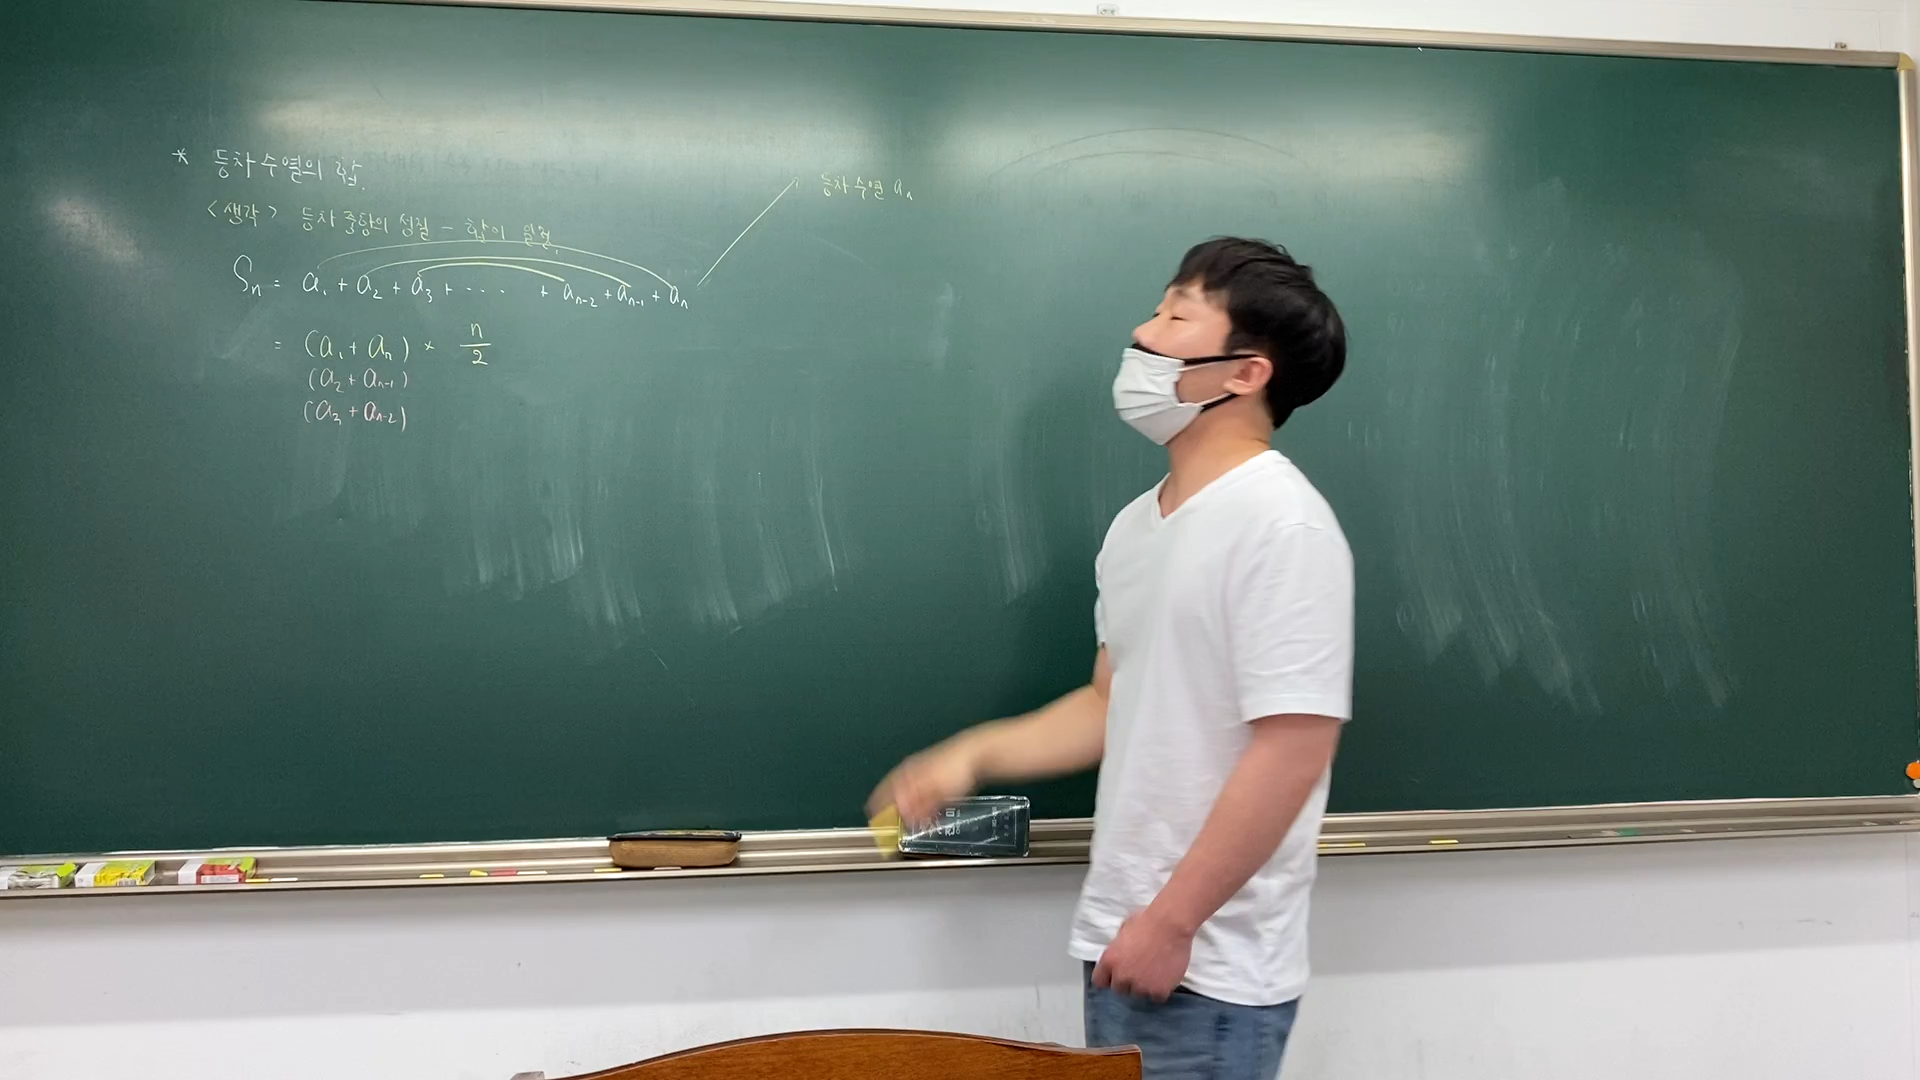 * 등차수열의 합.
<생각> 등차중항의 성질 - 합이 일정.
Sₙ = a₁ + a₂ + a₃ + ···· + aₙ₋₂ + aₙ₋₁ + aₙ
= (a₁ + aₙ) × n/2
(a₂ + aₙ₋₁)
(a₃ + aₙ₋₂)
등차수열 aₙ